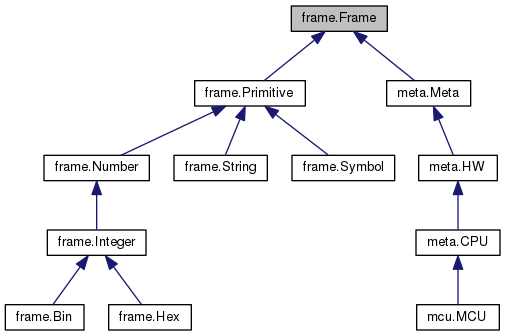 frame.Frame
frame.Primitive
meta.Meta
frame.Number
frame.String
frame.Symbol
meta.HW
frame.Integer
meta.CPU
frame.Bin
frame.Hex
mcu.MCU